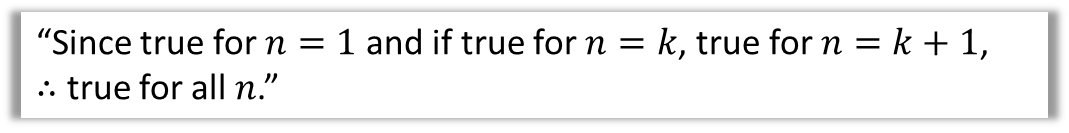 “Since true for 𝑛 = 1 and if true for 𝑛 = 𝑘, true for 𝑛 = 𝑘 + 1,
∴ true for all 𝑛.”